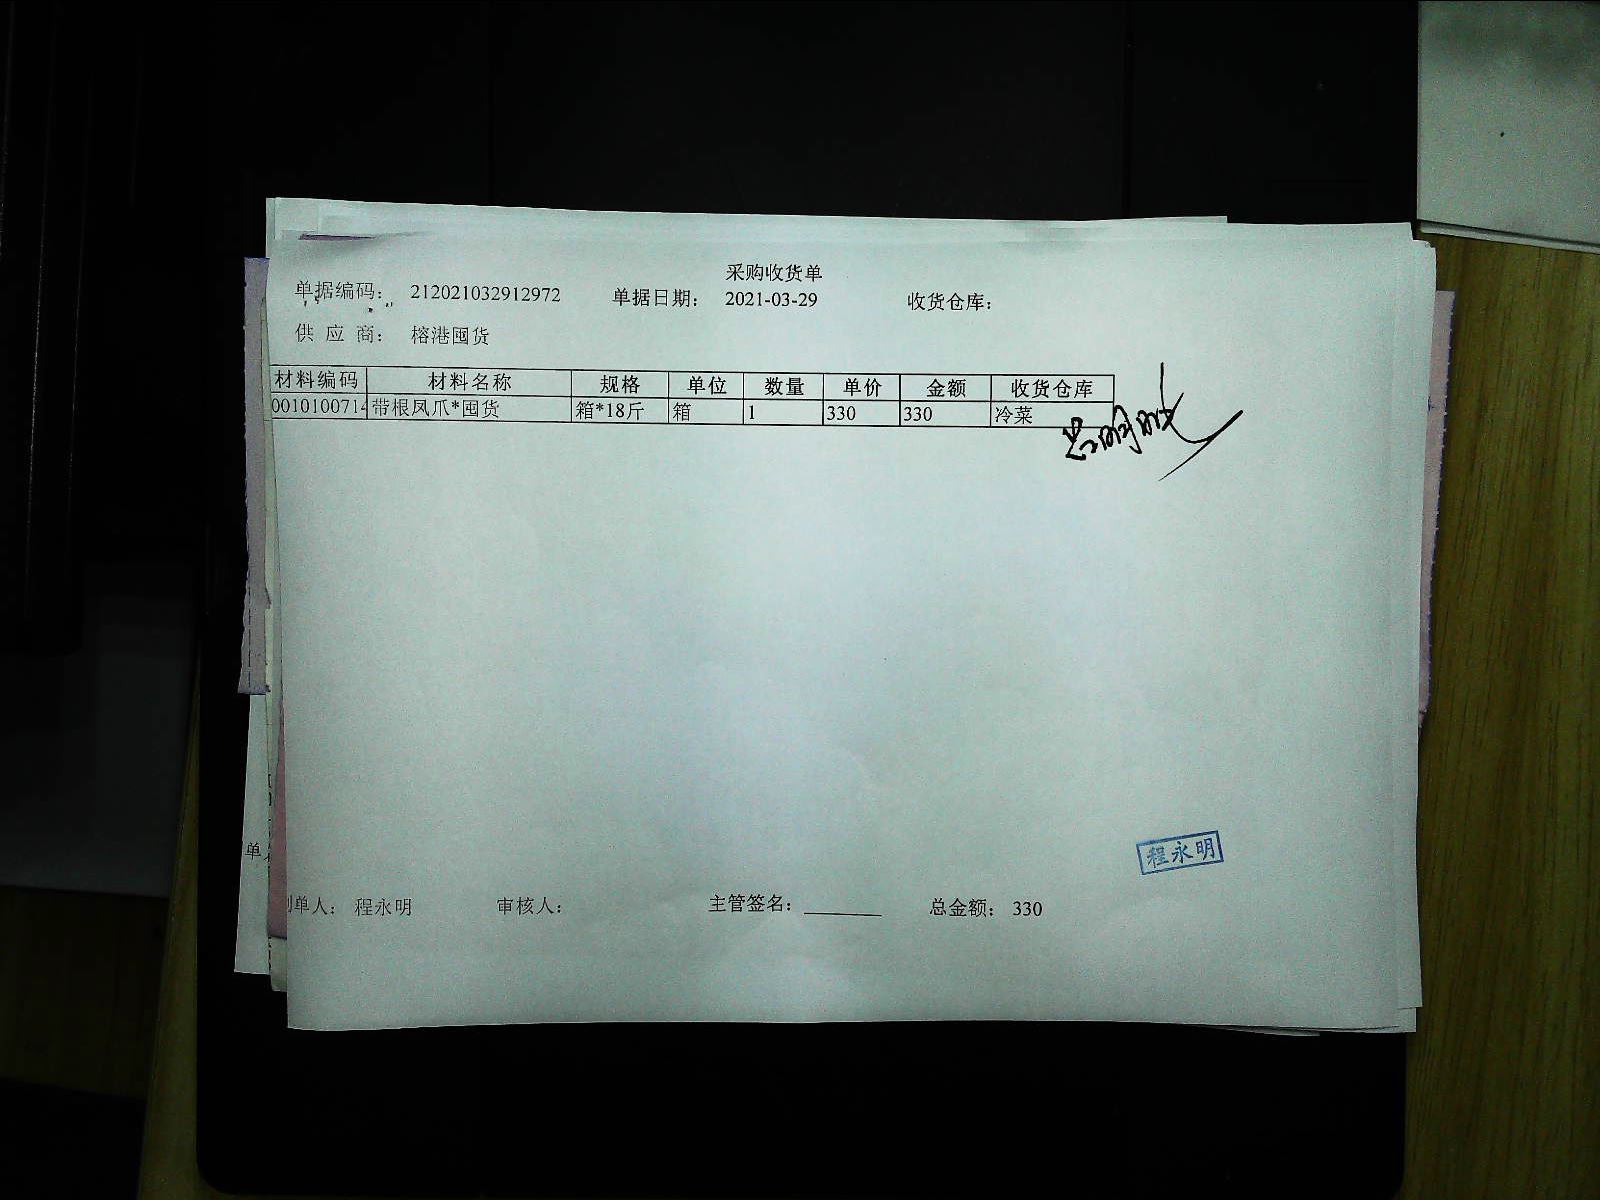 采购收货单
单据编码： 212021032912972 单据日期： 2021-03-29 收货仓库：
供 应 商： 榕港囤货
材料编码 材料名称 规格 单位 数量 单价 金额 收货仓库
0010100714 带根凤爪*囤货 箱*18斤 箱 1 330 330 冷菜
程永明
单
制单人： 程永明 审核人： 主管签名： ________ 总金额： 330